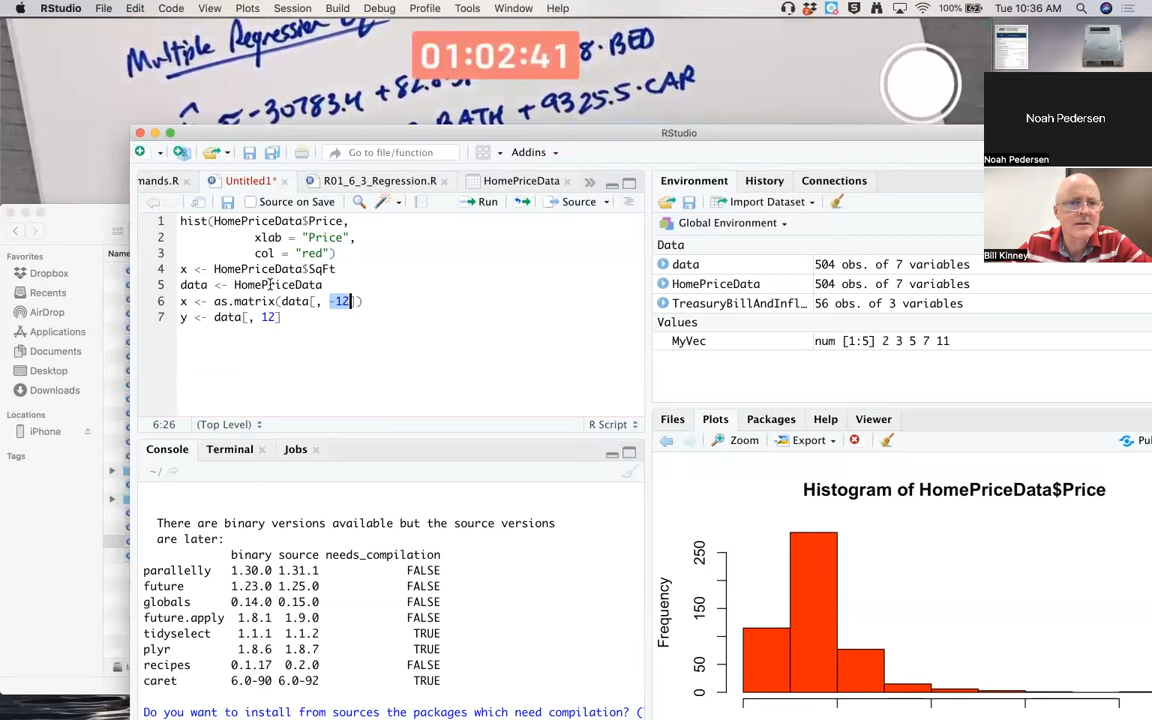 RStudio File Edit Code View Plots Session Build Debug Profile Tools Window Help 100% Tue 10:36 AM
Multiple Regression
01:02:41
8·BED
= -30783.4 + 82.8
BATH + 9325.5·CAR
Noah Pedersen
Noah Pedersen
Bill Kinney
RStudio
Go to file/function Addins
mands.R Untitled1* R01_6_3_Regression.R HomePriceData
Source on Save Run Source
1 hist(HomePriceData$Price,
2 xlab = "Price",
3 col = "red")
4 x <- HomePriceData$SqFt
5 data <- HomePriceData
6 x <- as.matrix(data[, -12])
7 y <- data[, 12]
6:26 (Top Level) R Script
Console Terminal Jobs
~/
There are binary versions available but the source versions
are later:
binary source needs_compilation
parallelly 1.30.0 1.31.1 FALSE
future 1.23.0 1.25.0 FALSE
globals 0.14.0 0.15.0 FALSE
future.apply 1.8.1 1.9.0 FALSE
tidyselect 1.1.1 1.1.2 TRUE
plyr 1.8.6 1.8.7 TRUE
recipes 0.1.17 0.2.0 FALSE
caret 6.0-90 6.0-92 TRUE
Do you want to install from sources the packages which need compilation? (
Environment History Connections
Import Dataset
Global Environment
Data
data 504 obs. of 7 variables
HomePriceData 504 obs. of 7 variables
TreasuryBillAndInfl… 56 obs. of 3 variables
Values
MyVec num [1:5] 2 3 5 7 11
Files Plots Packages Help Viewer
Zoom Export Pu
Histogram of HomePriceData$Price
Frequency
250
150
50
0
Name
Favorites
Dropbox
Recents
AirDrop
Applications
Documents
Desktop
Downloads
Locations
iPhone
Tags